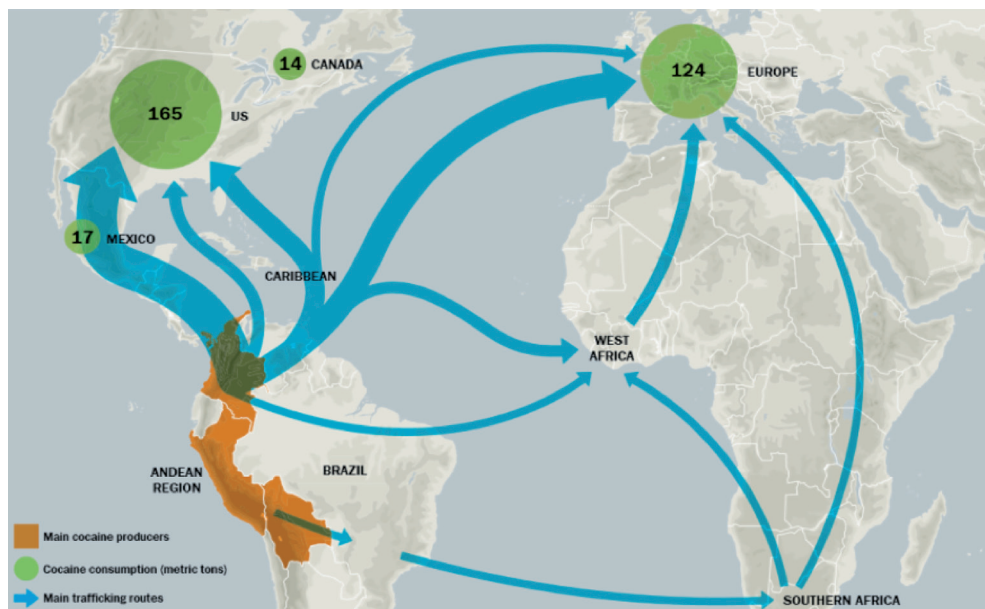 14 CANADA
124 EUROPE
165 US
17 MEXICO
CARIBBEAN
WEST
AFRICA
BRAZIL
ANDEAN
REGION
Main cocaine producers
Cocaine consumption (metric tons)
Main trafficking routes
SOUTHERN AFRICA